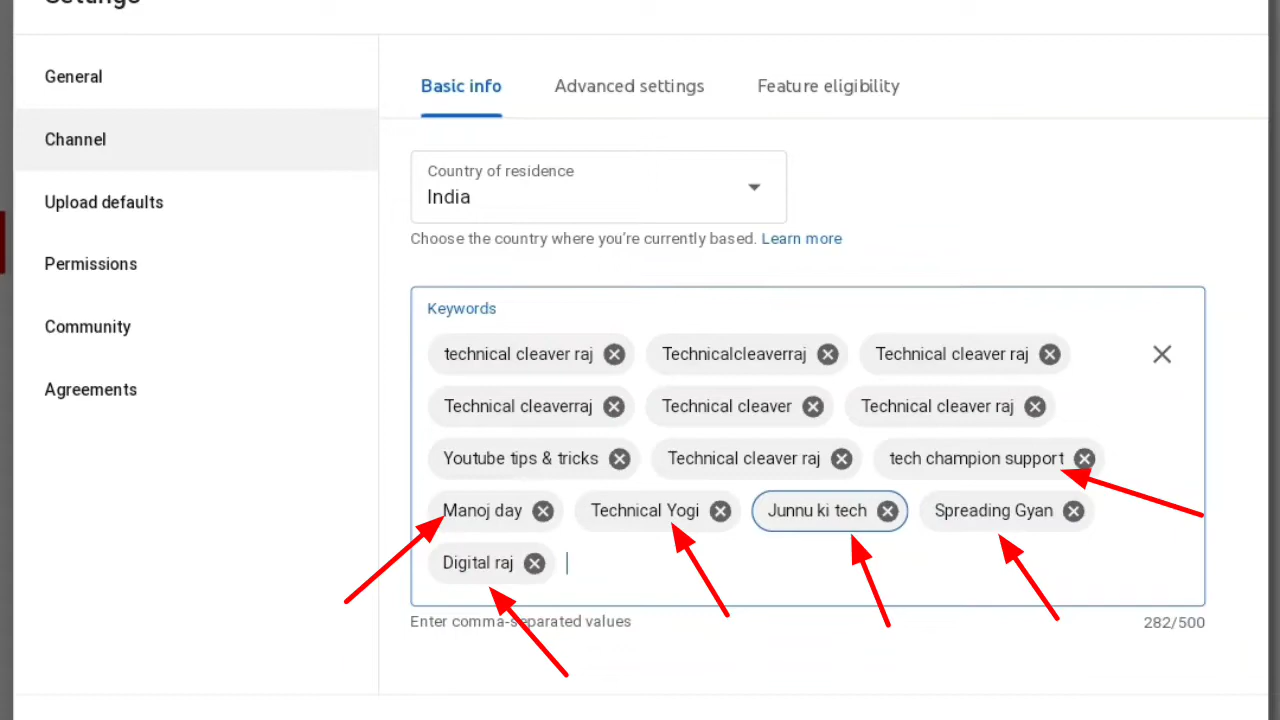 Settings
General
Channel
Upload defaults
Permissions
Community
Agreements
Basic info Advanced settings Feature eligibility
Country of residence
India
Choose the country where you're currently based. Learn more
Keywords
technical cleaver raj Technicalcleaverraj Technical cleaver raj
Technical cleaverraj Technical cleaver Technical cleaver raj
Youtube tips & tricks Technical cleaver raj tech champion support
Manoj day Technical Yogi Junnu ki tech Spreading Gyan
Digital raj
Enter comma-separated values 282/500